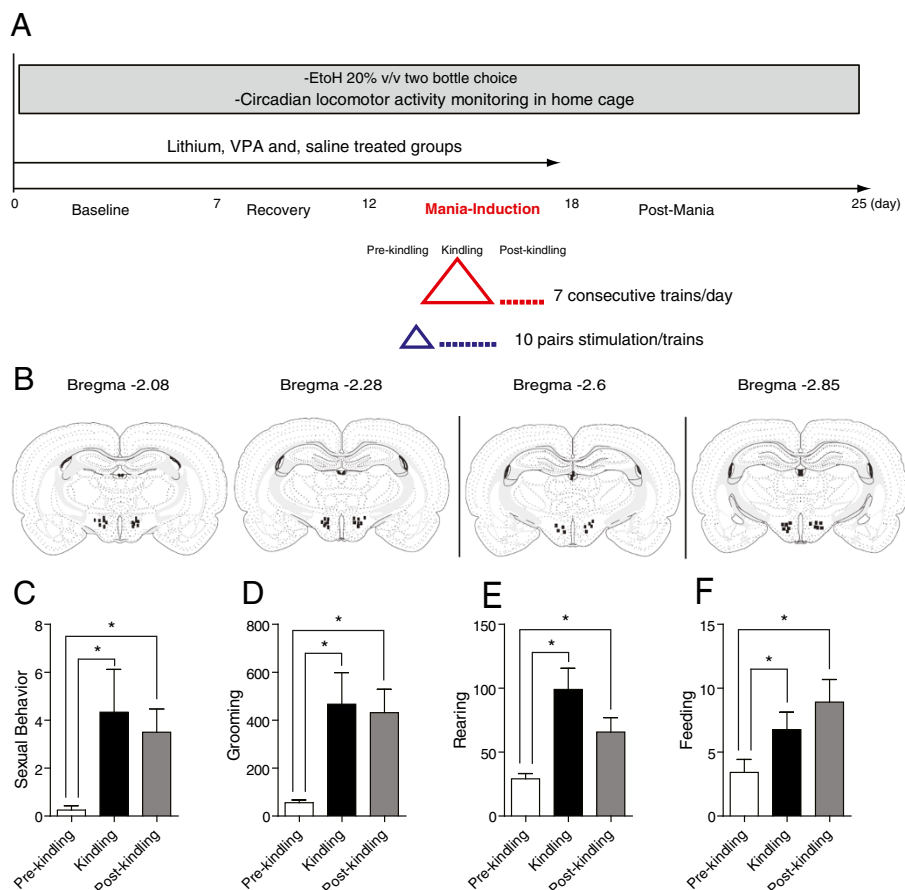 A
-EtoH 20% v/v two bottle choice
-Circadian locomotor activity monitoring in home cage
Lithium, VPA and, saline treated groups
0 7 12 18 25 (day)
Baseline Recovery Mania-Induction Post-Mania
Pre-kindling Kindling Post-kindling
7 consecutive trains/day
10 pairs stimulation/trains
B
Bregma -2.08 Bregma -2.28 Bregma -2.6 Bregma -2.85
C
Sexual Behavior
8
6
4
2
0
*
*
Pre-kindling
Kindling
Post-kindling
D
Grooming
800
600
400
200
0
*
*
Pre-kindling
Kindling
Post-kindling
E
Rearing
150
100
50
0
*
*
Pre-kindling
Kindling
Post-kindling
F
Feeding
15
10
5
0
*
*
Pre-kindling
Kindling
Post-kindling